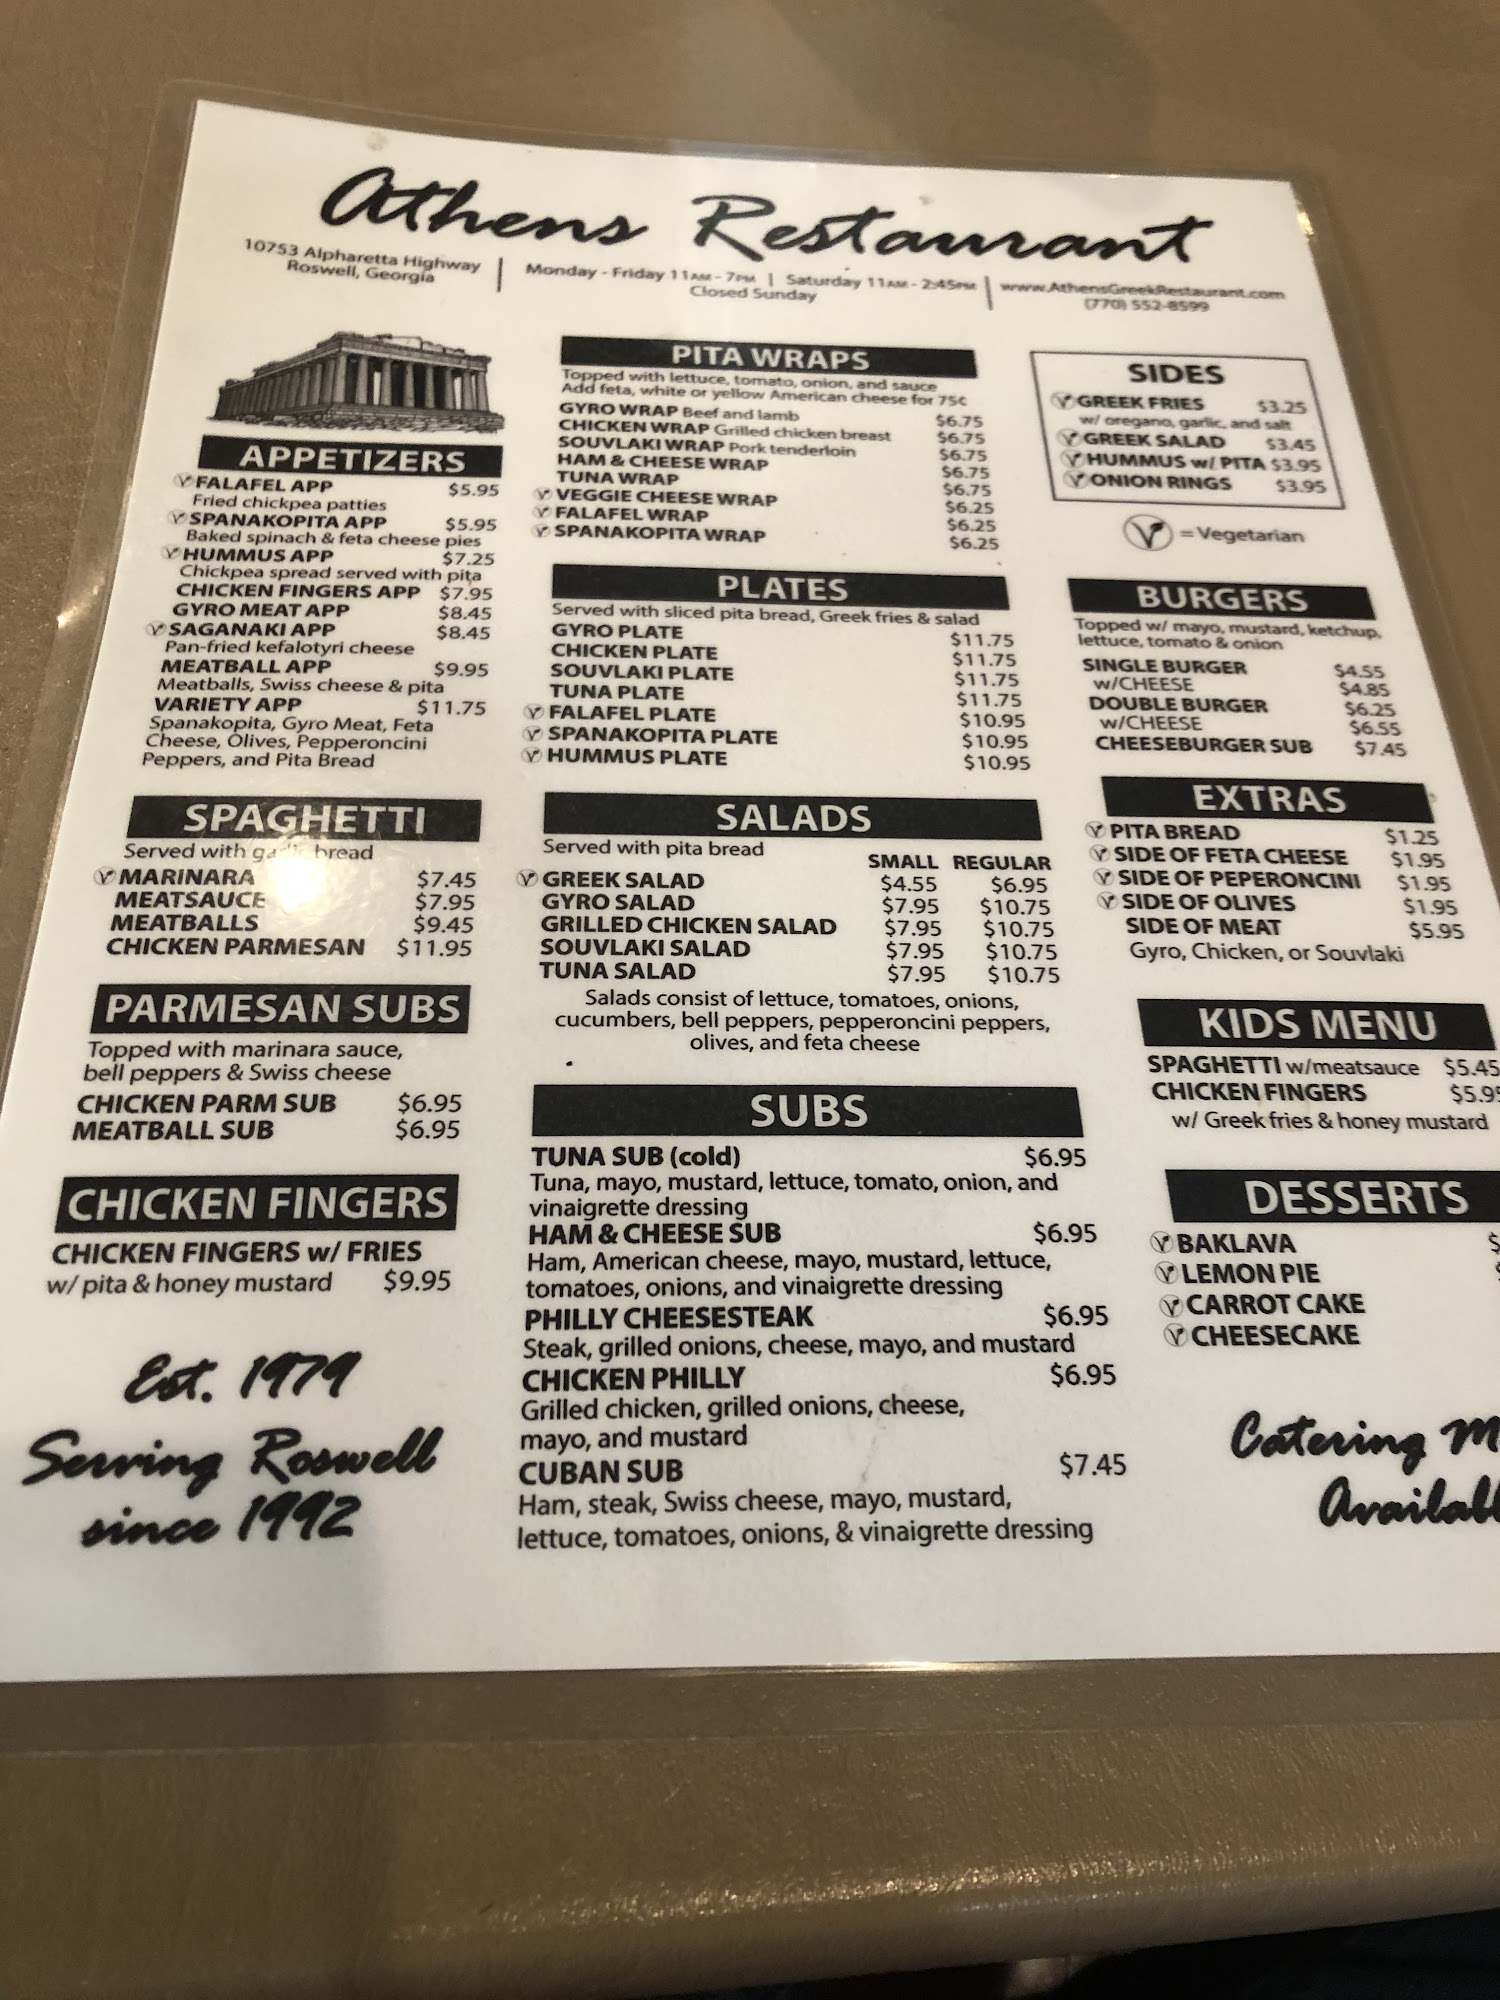 Athens Restaurant
10753 Alpharetta Highway
Roswell, Georgia
Monday - Friday 11AM - 7PM | Saturday 11AM - 2:45PM
Closed Sunday
www.AthensGreekRestaurant.com
(770) 552-8599
APPETIZERS
FALAFEL APP $5.95
Fried chickpea patties
SPANAKOPITA APP $5.95
Baked spinach & feta cheese pies
HUMMUS APP $7.25
Chickpea spread served with pita
CHICKEN FINGERS APP $7.95
GYRO MEAT APP $8.45
SAGANAKI APP $8.45
Pan-fried kefalotyri cheese
MEATBALL APP $9.95
Meatballs, Swiss cheese & pita
VARIETY APP $11.75
Spanakopita, Gyro Meat, Feta
Cheese, Olives, Pepperoncini
Peppers, and Pita Bread
SPAGHETTI
Served with garlic bread
MARINARA $7.45
MEATSAUCE $7.95
MEATBALLS $9.45
CHICKEN PARMESAN $11.95
PARMESAN SUBS
Topped with marinara sauce,
bell peppers & Swiss cheese
CHICKEN PARM SUB $6.95
MEATBALL SUB $6.95
CHICKEN FINGERS
CHICKEN FINGERS w/ FRIES
w/ pita & honey mustard $9.95
Est. 1979
Serving Roswell
since 1992
PITA WRAPS
Topped with lettuce, tomato, onion, and sauce
Add feta, white or yellow American cheese for 75¢
GYRO WRAP Beef and lamb $6.75
CHICKEN WRAP Grilled chicken breast $6.75
SOUVLAKI WRAP Pork tenderloin $6.75
HAM & CHEESE WRAP $6.75
TUNA WRAP $6.75
VEGGIE CHEESE WRAP $6.25
FALAFEL WRAP $6.25
SPANAKOPITA WRAP $6.25
PLATES
Served with sliced pita bread, Greek fries & salad
GYRO PLATE $11.75
CHICKEN PLATE $11.75
SOUVLAKI PLATE $11.75
TUNA PLATE $11.75
FALAFEL PLATE $10.95
SPANAKOPITA PLATE $10.95
HUMMUS PLATE $10.95
SALADS
Served with pita bread
SMALL REGULAR
GREEK SALAD $4.55 $6.95
GYRO SALAD $7.95 $10.75
GRILLED CHICKEN SALAD $7.95 $10.75
SOUVLAKI SALAD $7.95 $10.75
TUNA SALAD $7.95 $10.75
Salads consist of lettuce, tomatoes, onions,
cucumbers, bell peppers, pepperoncini peppers,
olives, and feta cheese
SUBS
TUNA SUB (cold) $6.95
Tuna, mayo, mustard, lettuce, tomato, onion, and
vinaigrette dressing
HAM & CHEESE SUB $6.95
Ham, American cheese, mayo, mustard, lettuce,
tomatoes, onions, and vinaigrette dressing
PHILLY CHEESESTEAK $6.95
Steak, grilled onions, cheese, mayo, and mustard
CHICKEN PHILLY $6.95
Grilled chicken, grilled onions, cheese,
mayo, and mustard
CUBAN SUB $7.45
Ham, steak, Swiss cheese, mayo, mustard,
lettuce, tomatoes, onions, & vinaigrette dressing
SIDES
GREEK FRIES $3.25
w/ oregano, garlic, and salt
GREEK SALAD $3.45
HUMMUS w/ PITA $3.95
ONION RINGS $3.95
V = Vegetarian
BURGERS
Topped w/ mayo, mustard, ketchup,
lettuce, tomato & onion
SINGLE BURGER $4.55
w/CHEESE $4.85
DOUBLE BURGER $6.25
w/CHEESE $6.55
CHEESEBURGER SUB $7.45
EXTRAS
PITA BREAD $1.25
SIDE OF FETA CHEESE $1.95
SIDE OF PEPERONCINI $1.95
SIDE OF OLIVES $1.95
SIDE OF MEAT $5.95
Gyro, Chicken, or Souvlaki
KIDS MENU
SPAGHETTI w/meatsauce $5.45
CHICKEN FINGERS $5.95
w/ Greek fries & honey mustard
DESSERTS
BAKLAVA
LEMON PIE
CARROT CAKE
CHEESECAKE
Catering